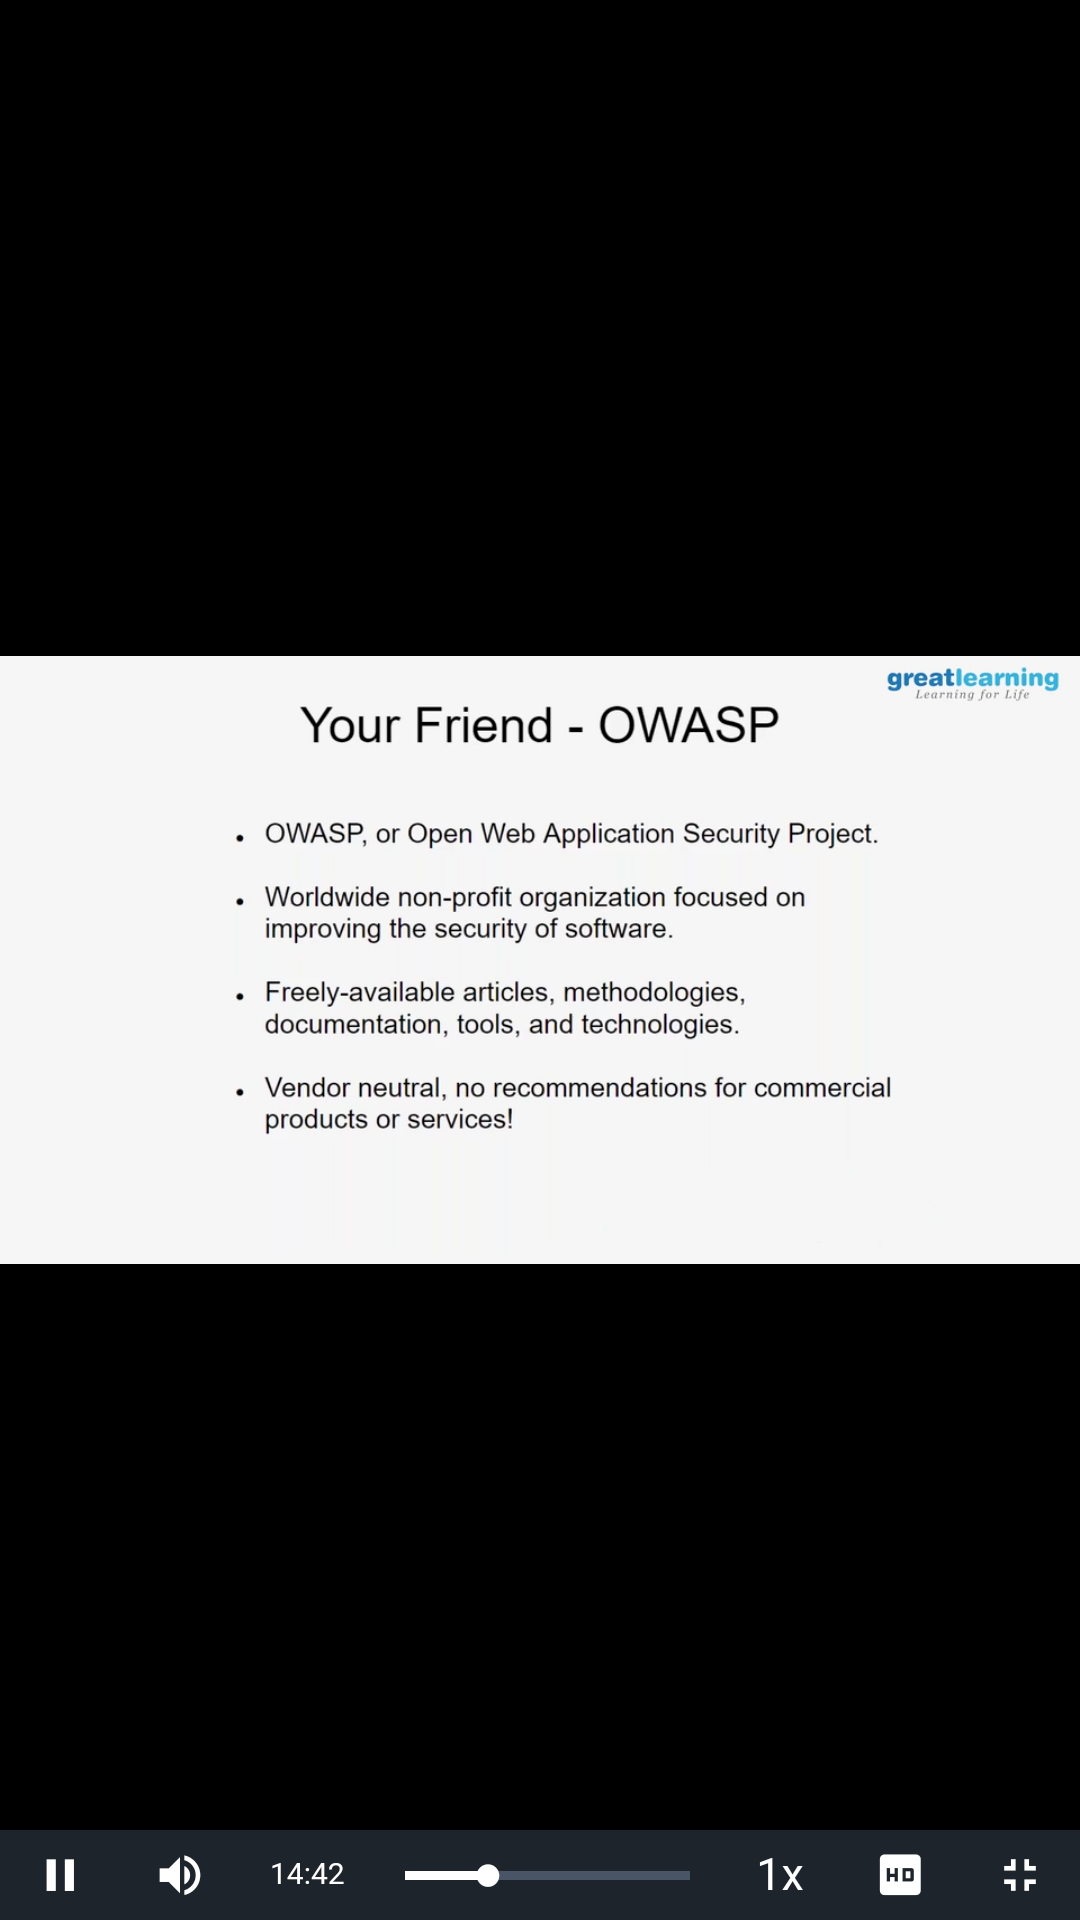 greatlearning
Learning for Life
Your Friend - OWASP
• OWASP, or Open Web Application Security Project.
• Worldwide non-profit organization focused on
improving the security of software.
• Freely-available articles, methodologies,
documentation, tools, and technologies.
• Vendor neutral, no recommendations for commercial
products or services!
14:42
1x
HD